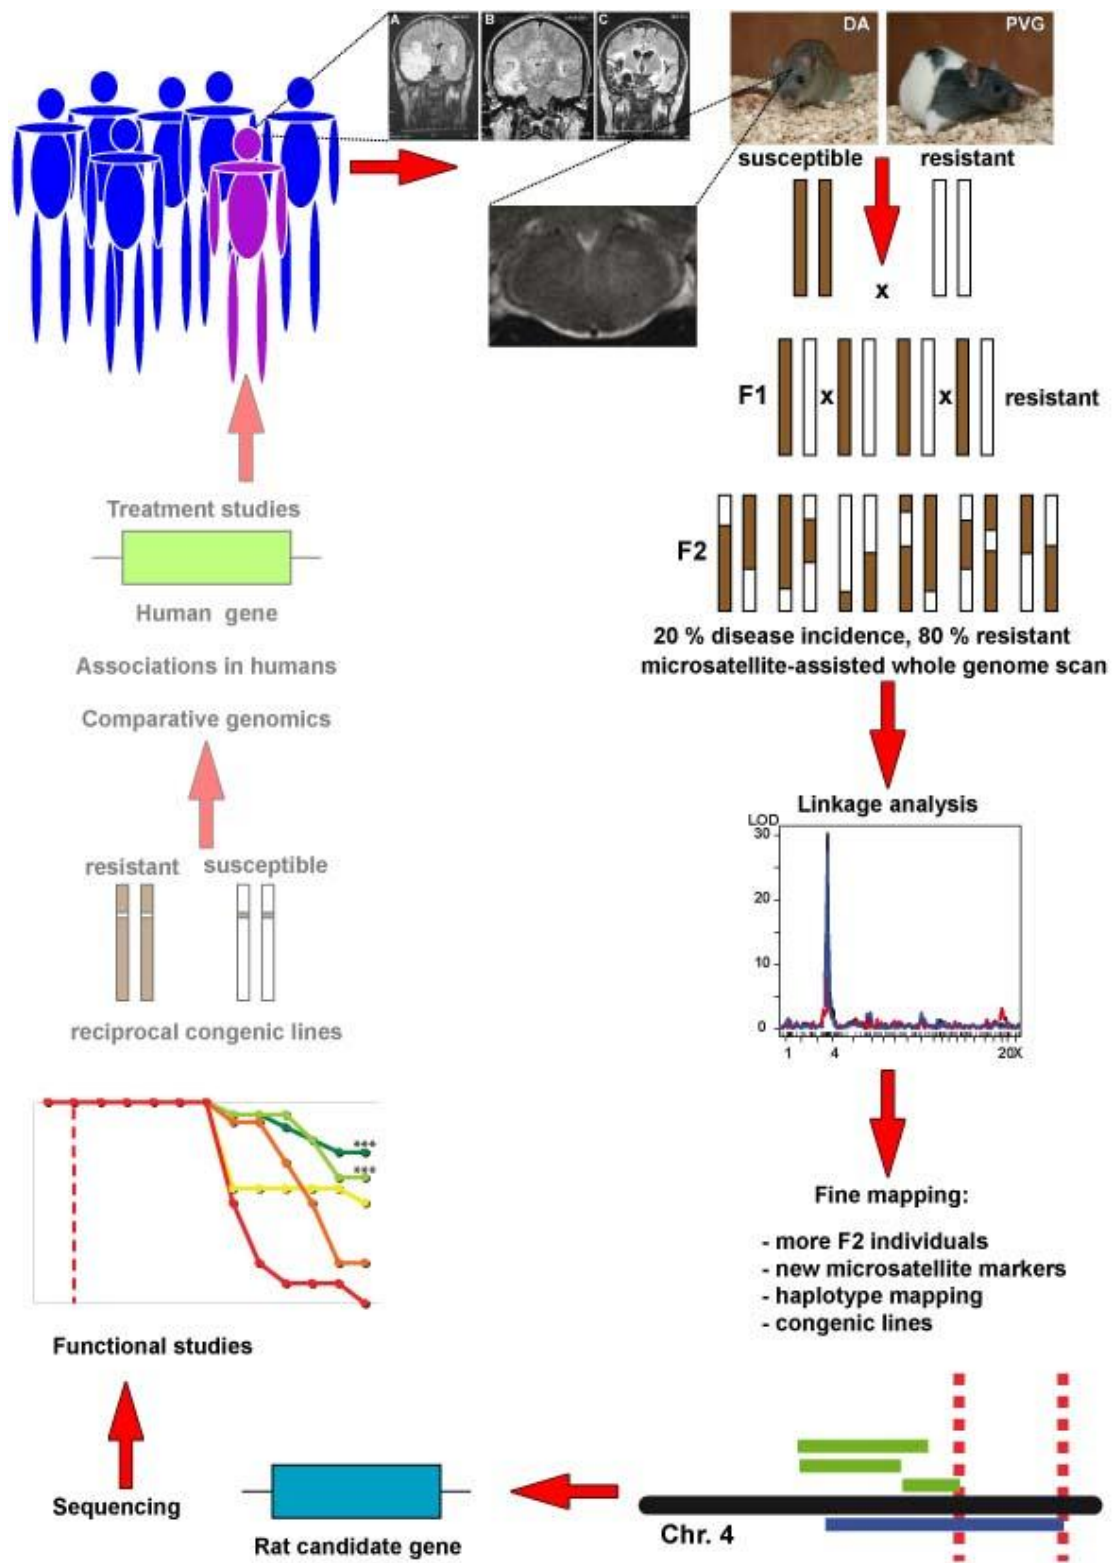 A
B
C
DA
PVG
susceptible
resistant
x
F1
x
x
resistant
F2
20 % disease incidence, 80 % resistant
microsatellite-assisted whole genome scan
Linkage analysis
LOD
30
20
10
0
1
4
20X
Fine mapping:
- more F2 individuals
- new microsatellite markers
- haplotype mapping
- congenic lines
Chr. 4
Rat candidate gene
Sequencing
Functional studies
***
***
reciprocal congenic lines
resistant
susceptible
Comparative genomics
Associations in humans
Human gene
Treatment studies